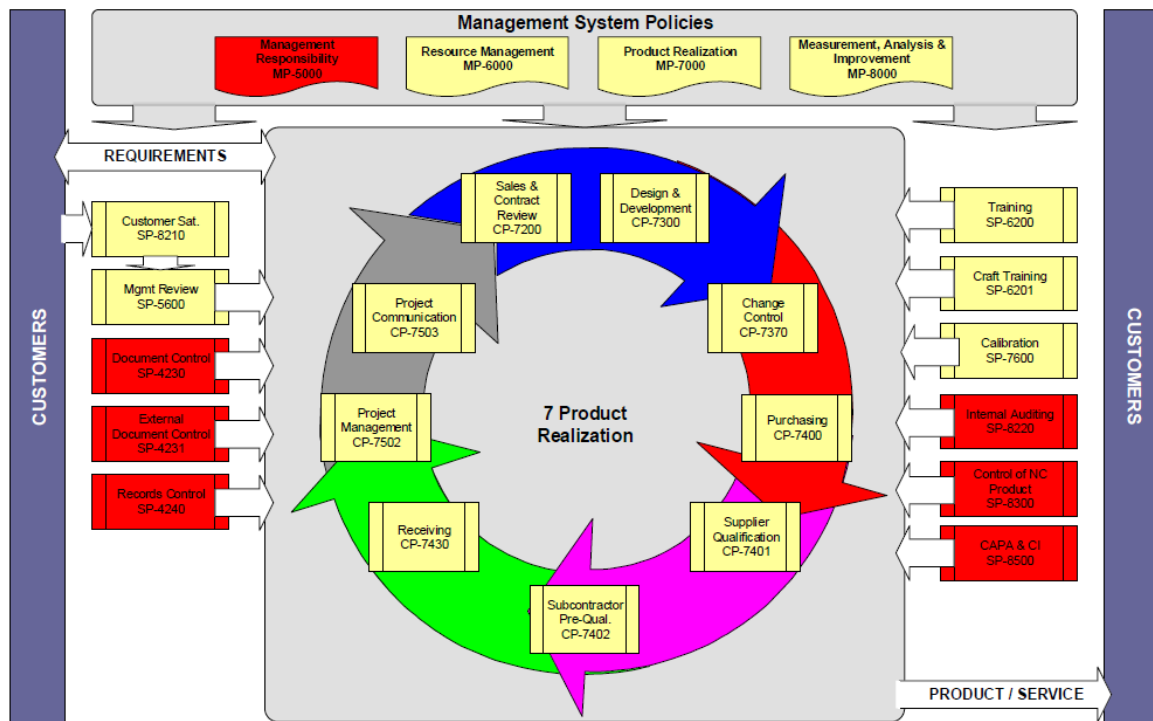 Management System Policies
Management
Responsibility
MP-5000
Resource Management
MP-6000
Product Realization
MP-7000
Measurement, Analysis &
Improvement
MP-8000
CUSTOMERS
REQUIREMENTS
Customer Sat.
SP-8210
Mgmt Review
SP-5600
Document Control
SP-4230
External
Document Control
SP-4231
Records Control
SP-4240
Sales &
Contract
Review
CP-7200
Design &
Development
CP-7300
Change
Control
CP-7370
Purchasing
CP-7400
Supplier
Qualification
CP-7401
Subcontractor
Pre-Qual.
CP-7402
Receiving
CP-7430
Project
Management
CP-7502
Project
Communication
CP-7503
7 Product
Realization
Training
SP-6200
Craft Training
SP-6201
Calibration
SP-7600
Internal Auditing
SP-8220
Control of NC
Product
SP-8300
CAPA & CI
SP-8500
PRODUCT / SERVICE
CUSTOMERS